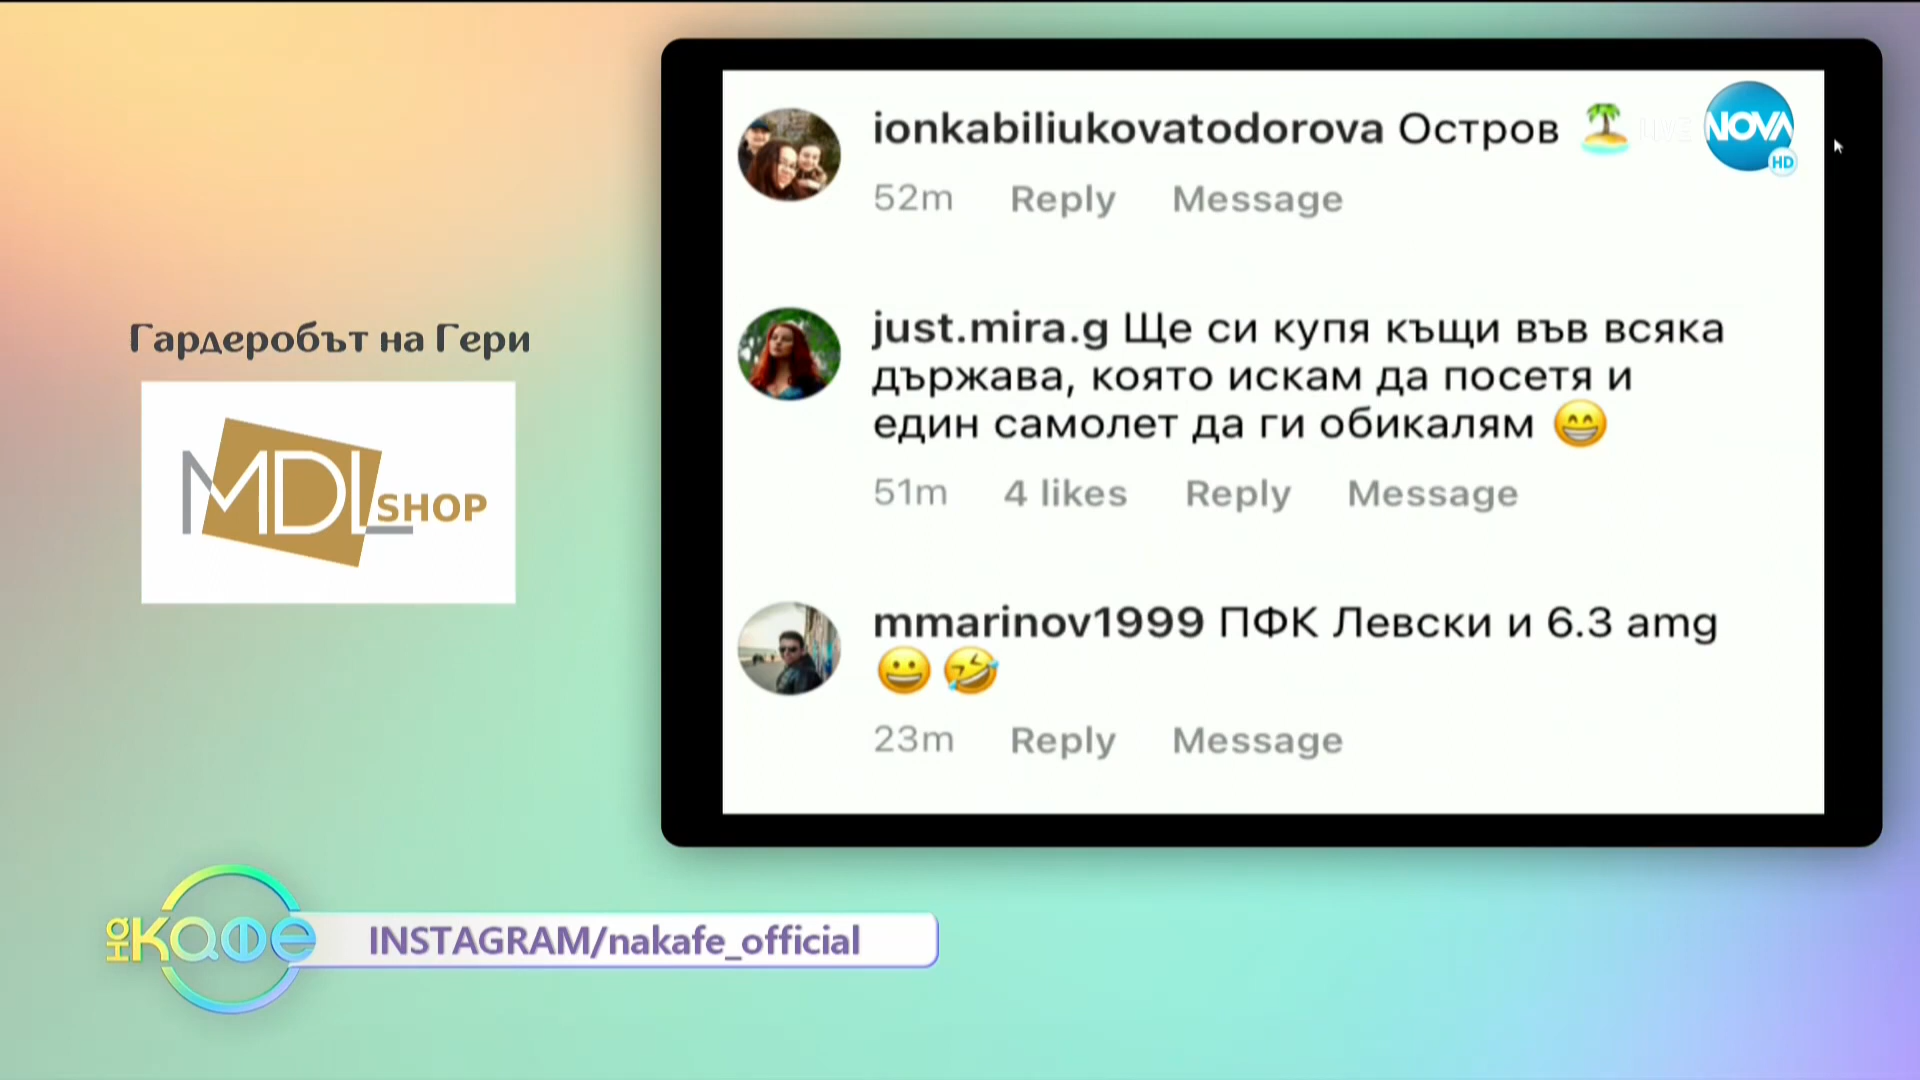 ionkabiliukovatodorova Остров 🏝️
LIVE NOVA
HD
52m Reply Message
just.mira.g Ще си купя къщи във всяка
държава, която искам да посетя и
един самолет да ги обикалям 😁
51m 4 likes Reply Message
mmarinov1999 ПФК Левски и 6.3 amg
😀 🤣
23m Reply Message
Гардеробът на Гери
MDL SHOP
на кафе
INSTAGRAM/nakafe_official